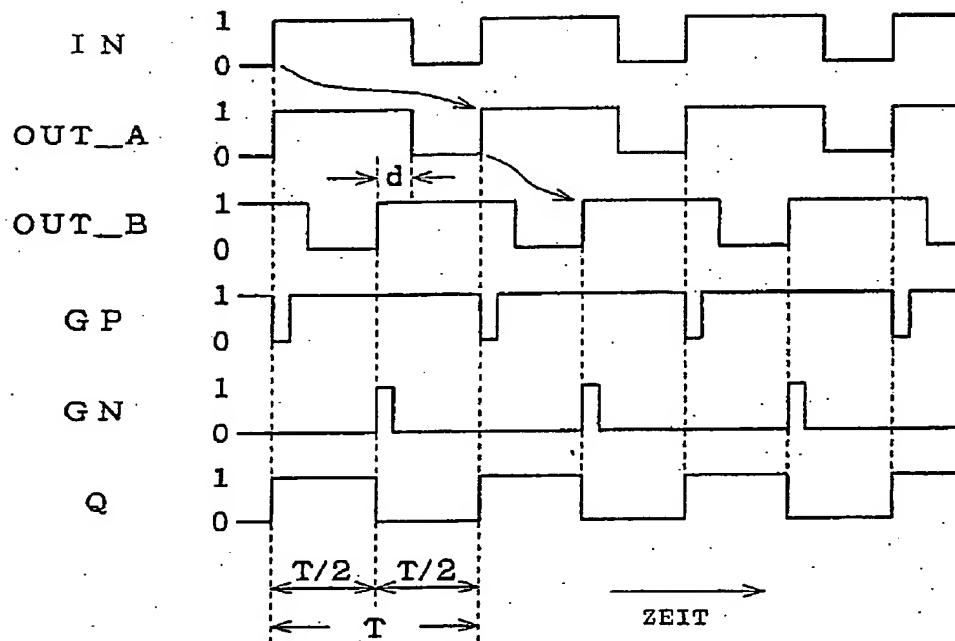 IN 1
0
OUT_A 1
0
d
OUT_B 1
0
GP 1
0
GN 1
0
Q 1
0
T/2 T/2
T
ZEIT